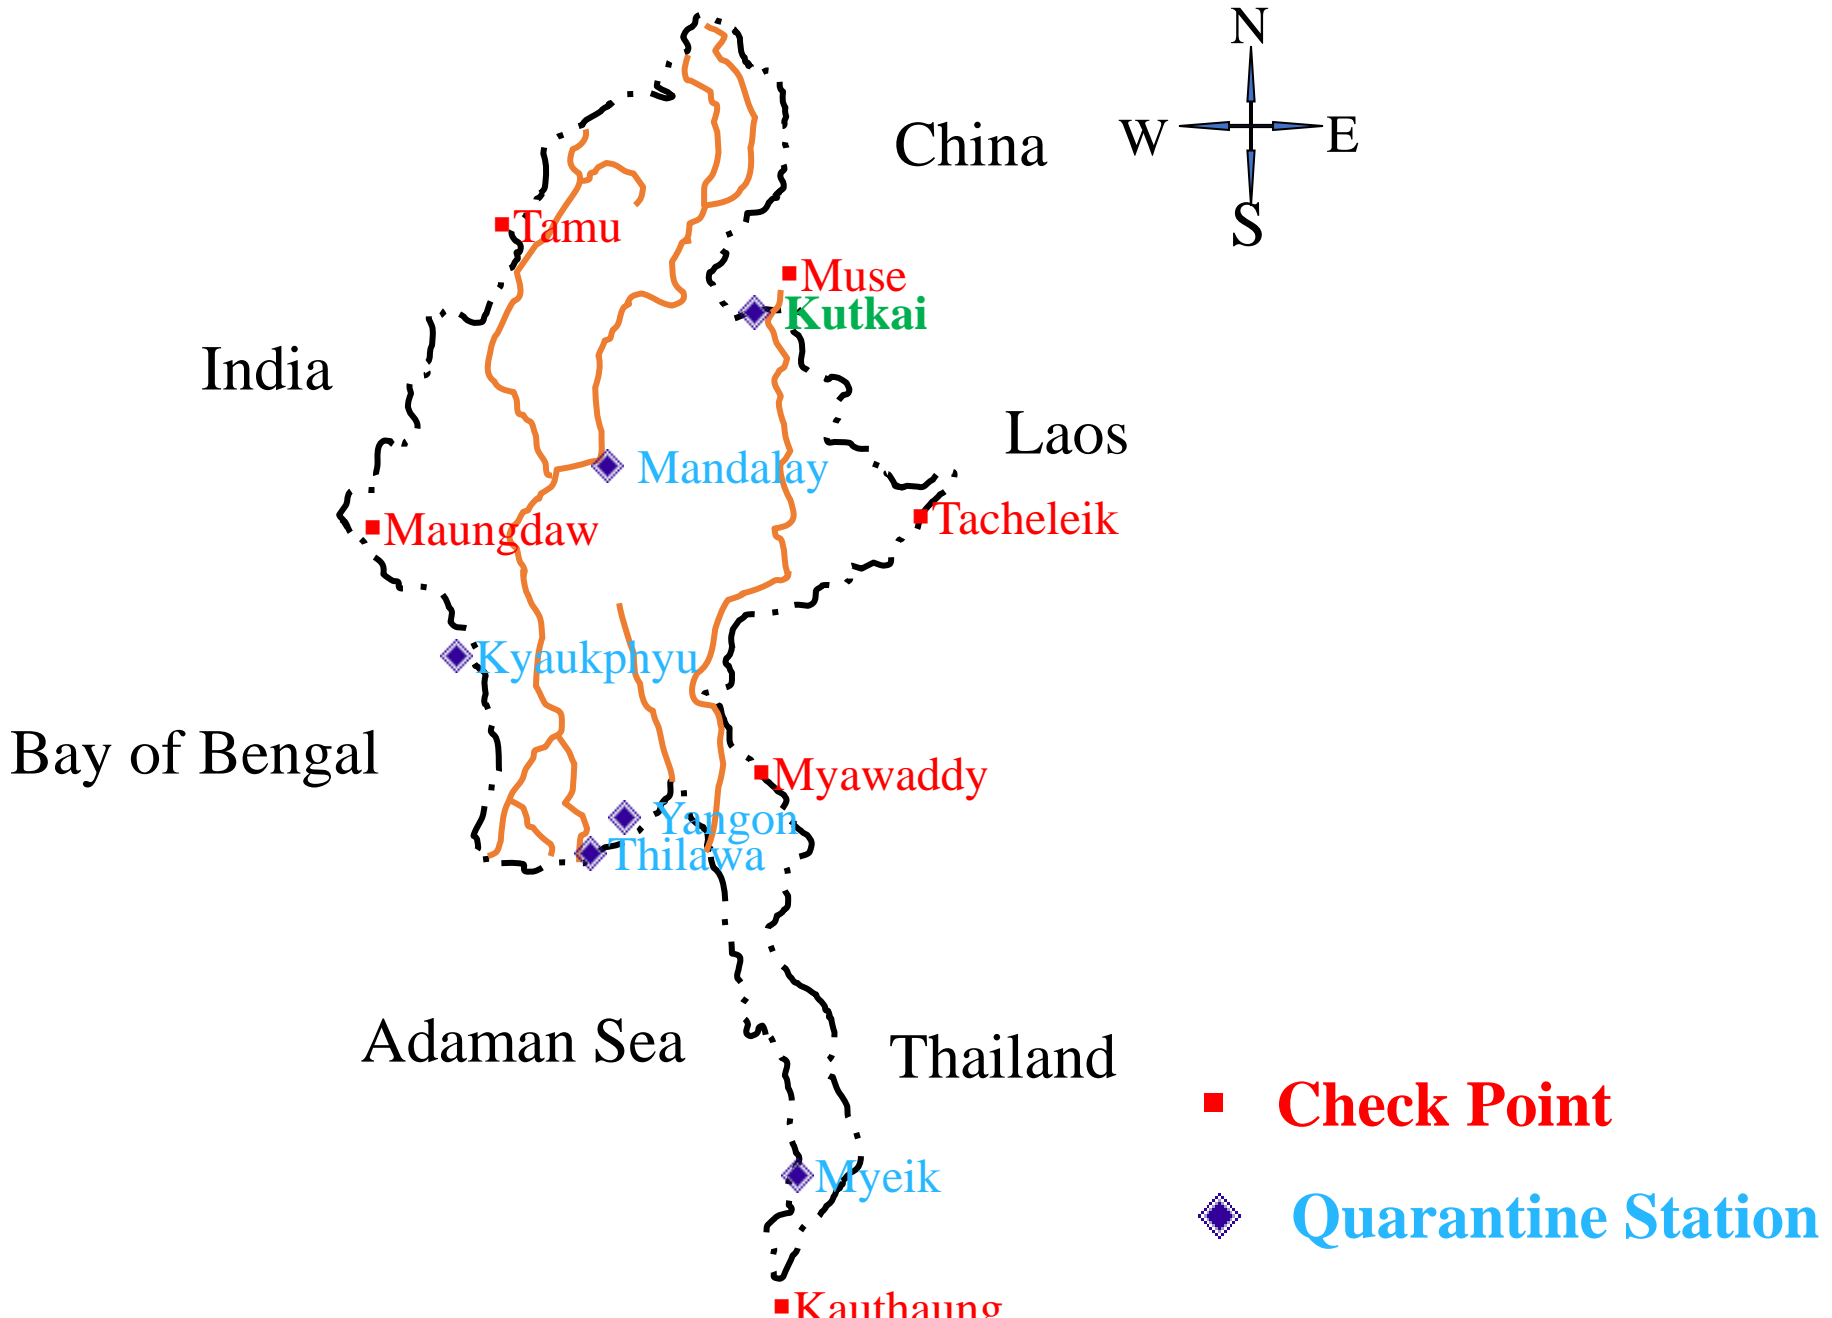 N
China
W
E
S
Tamu
Muse
Kutkai
India
Laos
Mandalay
Tacheleik
Maungdaw
Kyaukphyu
Bay of Bengal
Myawaddy
Yangon
Thilawa
Adaman Sea
Thailand
Check Point
Myeik
Quarantine Station
Kauthaung